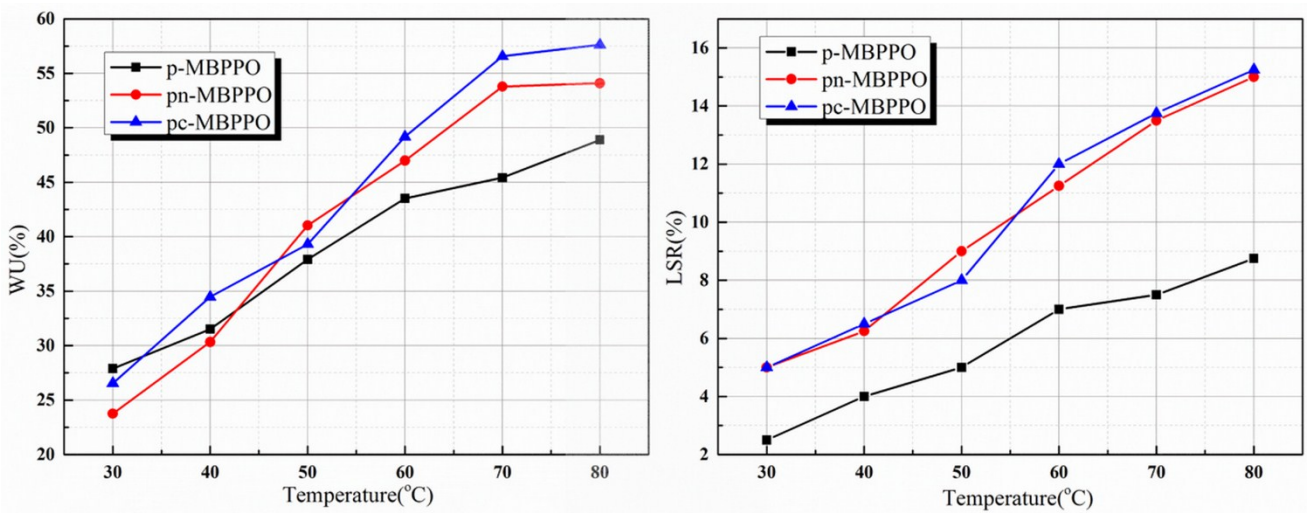 60
55
50
45
40
35
30
25
20
WU(%)
p-MBPPO
pn-MBPPO
pc-MBPPO
30 40 50 60 70 80
Temperature(°C)
16
14
12
10
8
6
4
2
LSR(%)
p-MBPPO
pn-MBPPO
pc-MBPPO
30 40 50 60 70 80
Temperature(°C)